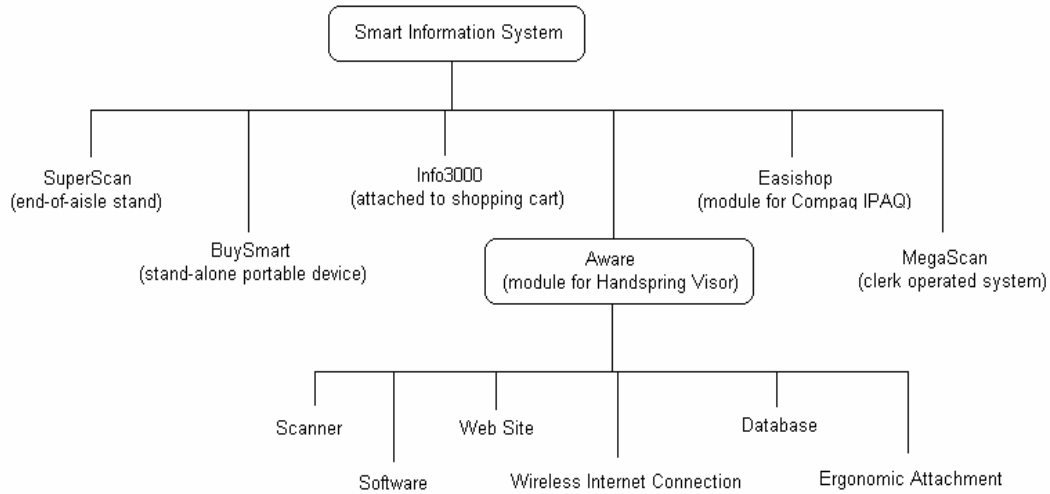 Smart Information System
SuperScan
(end-of-aisle stand)
BuySmart
(stand-alone portable device)
Info3000
(attached to shopping cart)
Aware
(module for Handspring Visor)
Easishop
(module for Compaq IPAQ)
MegaScan
(clerk operated system)
Scanner
Software
Web Site
Wireless Internet Connection
Database
Ergonomic Attachment